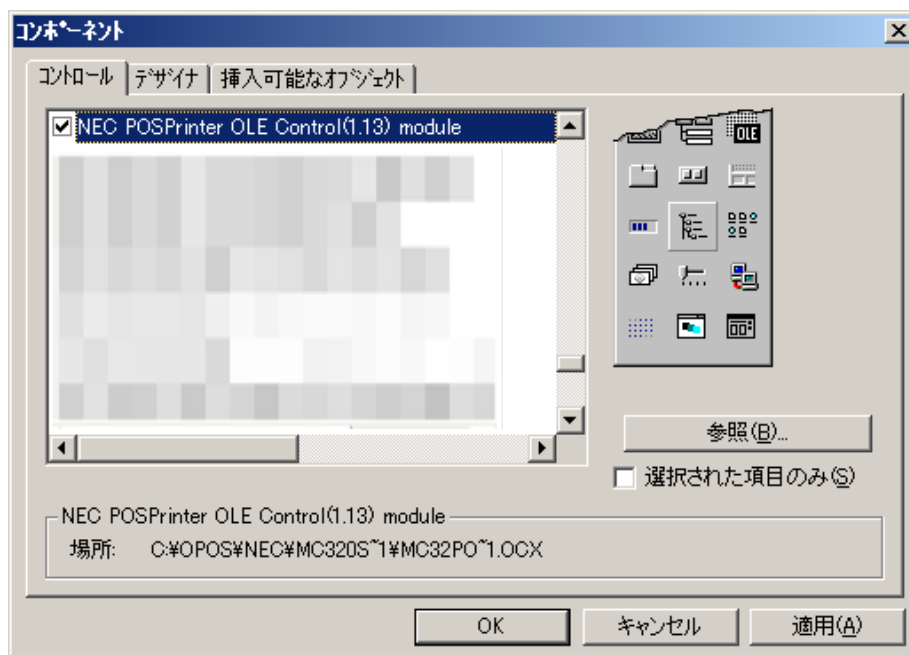 コンポーネント
コントロール デザイナ 挿入可能なオブジェクト
NEC POSPrinter OLE Control(1.13) module
OLE
参照(B)...
選択された項目のみ(S)
NEC POSPrinter OLE Control(1.13) module
場所: C:¥OPOS¥NEC¥MC320S~1¥MC32PO~1.OCX
OK キャンセル 適用(A)